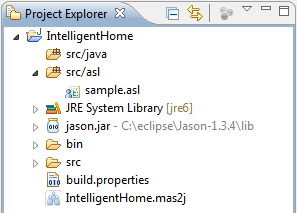 Project Explorer
IntelligentHome
src/java
src/asl
sample.asl
JRE System Library [jre6]
jason.jar - C:\eclipse\Jason-1.3.4\lib
bin
src
build.properties
IntelligentHome.mas2j